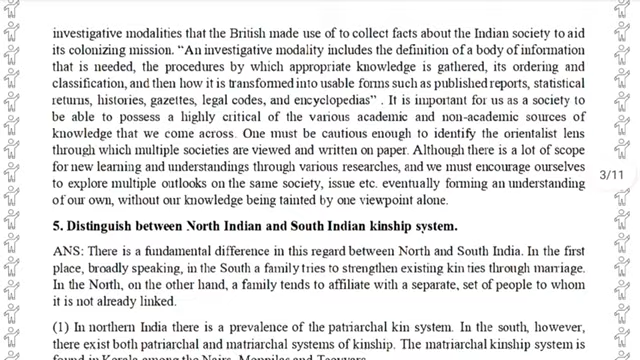 investigative modalities that the British made use of to collect facts about the Indian society to aid
its colonizing mission. “An investigative modality includes the definition of a body of information
that is needed, the procedures by which appropriate knowledge is gathered, its ordering and
classification, and then how it is transformed into usable forms such as published reports, statistical
returns, histories, gazettes, legal codes, and encyclopedias” . It is important for us as a society to
be able to possess a highly critical of the various academic and non-academic sources of
knowledge that we come across. One must be cautious enough to identify the orientalist lens
through which multiple societies are viewed and written on paper. Although there is a lot of scope
for new learning and understandings through various researches, and we must encourage ourselves
to explore multiple outlooks on the same society, issue etc. eventually forming an understanding
of our own, without our knowledge being tainted by one viewpoint alone.
3/11
5. Distinguish between North Indian and South Indian kinship system.
ANS: There is a fundamental difference in this regard between North and South India. In the first
place, broadly speaking, in the South a family tries to strengthen existing kin ties through marriage.
In the North, on the other hand, a family tends to affiliate with a separate, set of people to whom
it is not already linked.
(1) In northern India there is a prevalence of the patriarchal kin system. In the south, however,
there exist both patriarchal and matriarchal systems of kinship. The matriarchal kinship system is
found in Kerala among the Nairs, Moppilas and